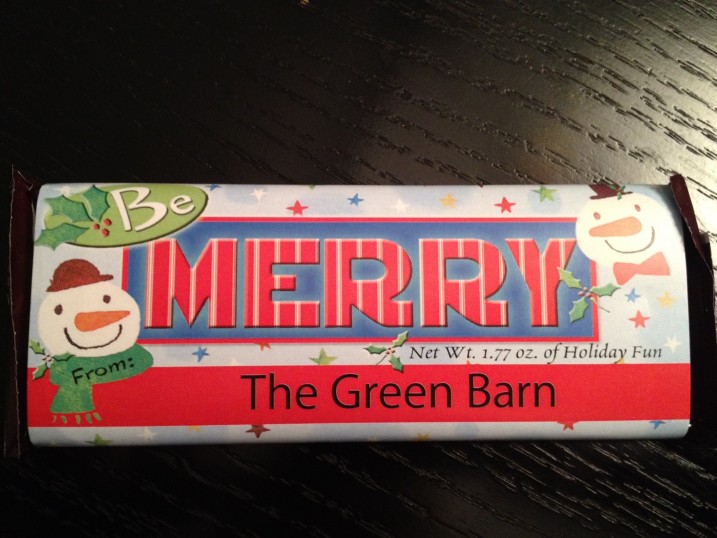 Be
MERRY
Net Wt. 1.77 oz. of Holiday Fun
From:
The Green Barn